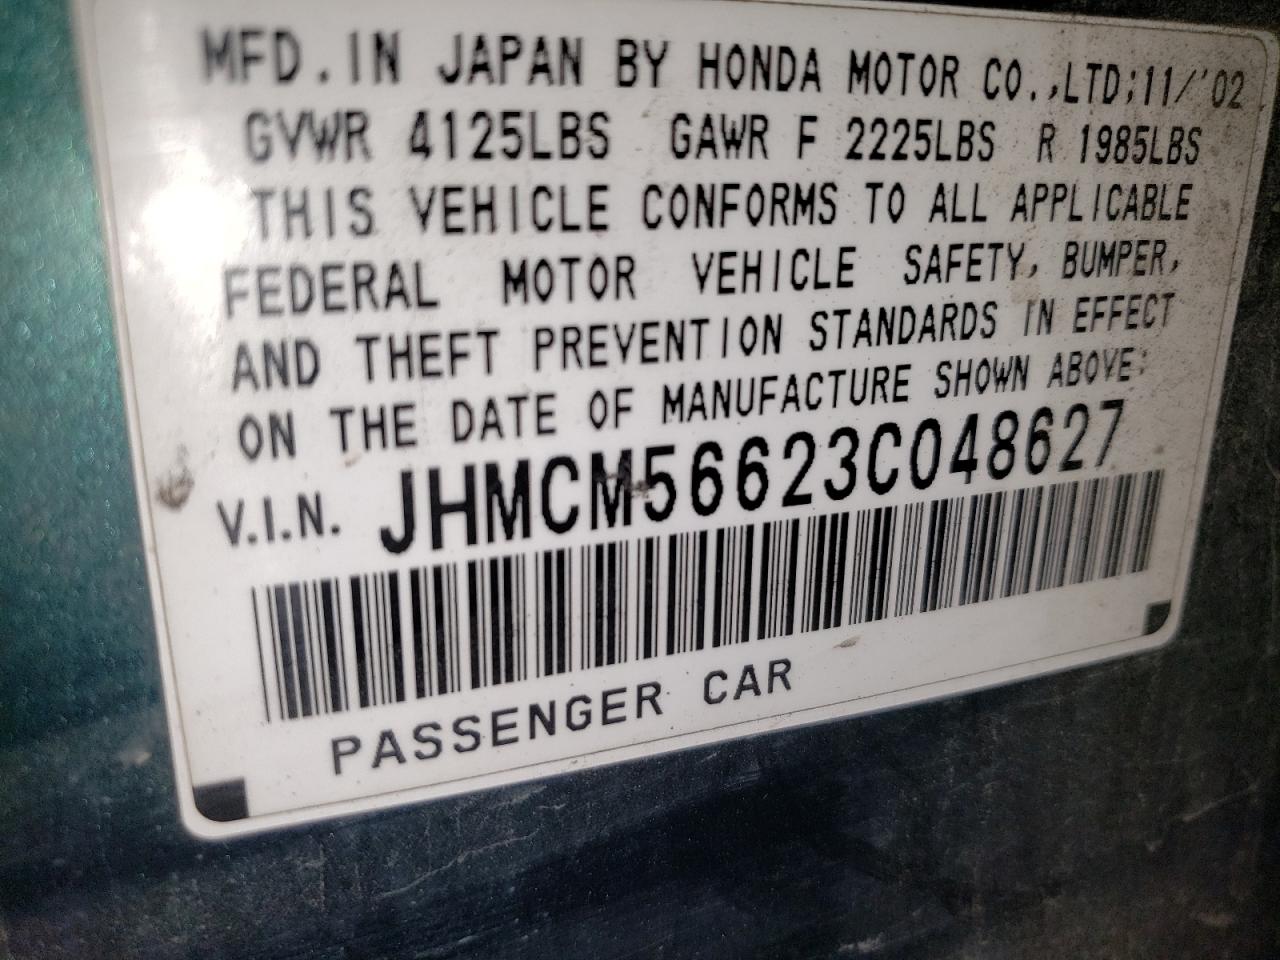 MFD.IN JAPAN BY HONDA MOTOR CO.,LTD;11/'02
GVWR 4125LBS GAWR F 2225LBS R 1985LBS
THIS VEHICLE CONFORMS TO ALL APPLICABLE
FEDERAL MOTOR VEHICLE SAFETY, BUMPER,
AND THEFT PREVENTION STANDARDS IN EFFECT
ON THE DATE OF MANUFACTURE SHOWN ABOVE:
V.I.N. JHMCM56623C048627
PASSENGER CAR